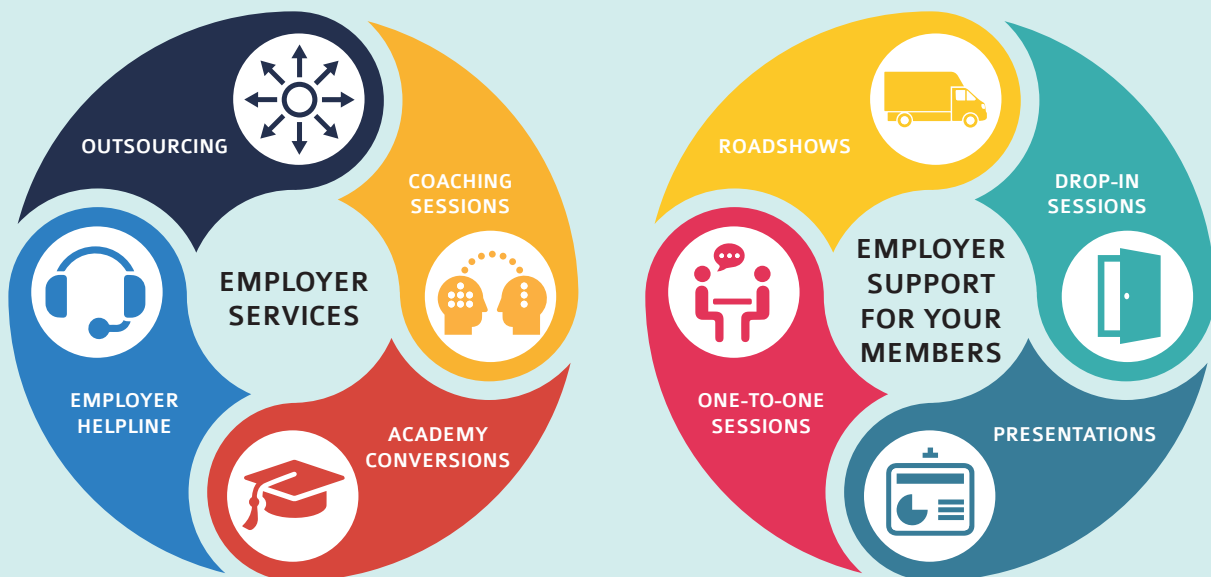 OUTSOURCING
COACHING
SESSIONS
EMPLOYER
SERVICES
EMPLOYER
HELPLINE
ACADEMY
CONVERSIONS
ROADSHOWS
DROP-IN
SESSIONS
EMPLOYER
SUPPORT
FOR YOUR
MEMBERS
ONE-TO-ONE
SESSIONS
PRESENTATIONS